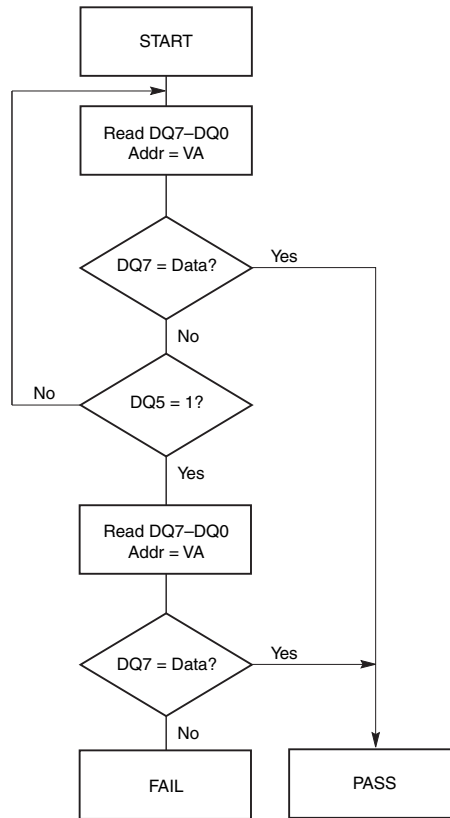 START
Read DQ7–DQ0
Addr = VA
DQ7 = Data?
Yes
No
No
DQ5 = 1?
Yes
Read DQ7–DQ0
Addr = VA
DQ7 = Data?
Yes
No
FAIL
PASS